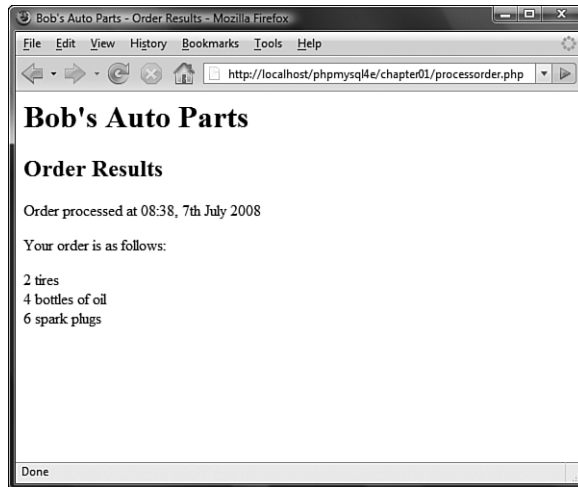 Bob's Auto Parts - Order Results - Mozilla Firefox
File Edit View History Bookmarks Tools Help
http://localhost/phpmysql4e/chapter01/processorder.php
Bob's Auto Parts
Order Results
Order processed at 08:38, 7th July 2008
Your order is as follows:
2 tires
4 bottles of oil
6 spark plugs
Done